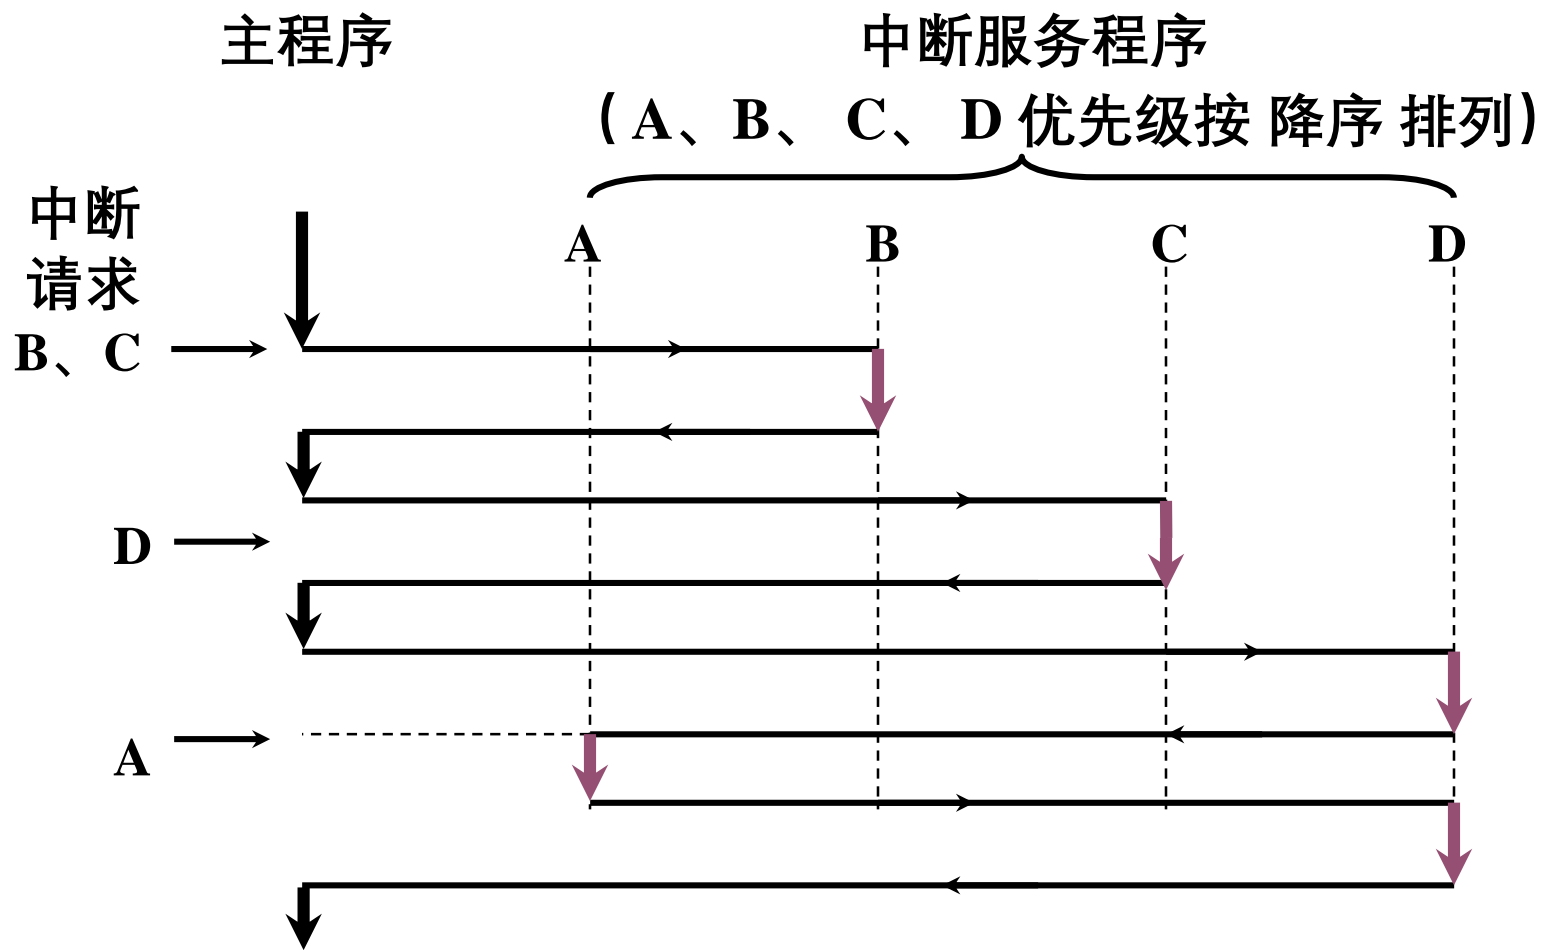 主程序
中断服务程序
(A、B、C、D 优先级按 降序 排列)
中断
请求
A B C D
B、C
D
A